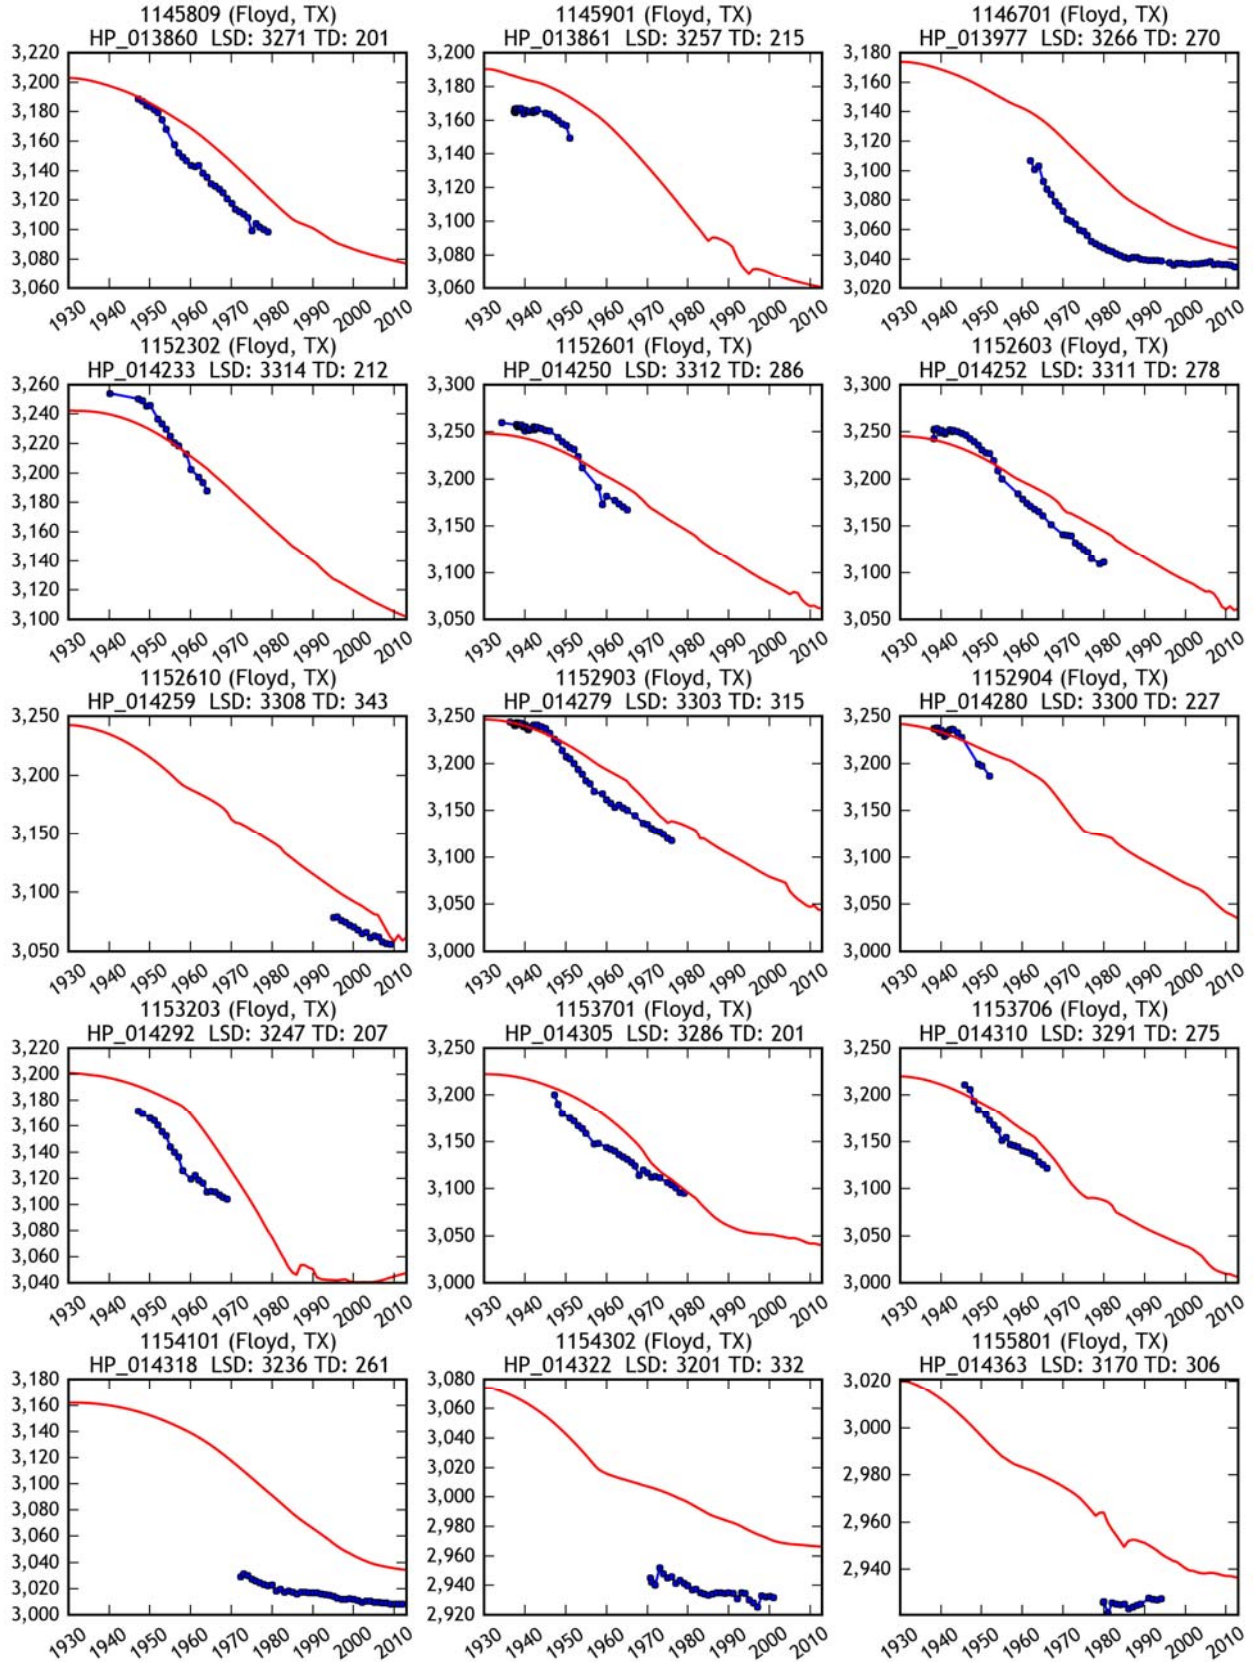 1145809 (Floyd, TX)
HP_013860 LSD: 3271 TD: 201
3,220
3,200
3,180
3,160
3,140
3,120
3,100
3,080
3,060
1930 1940 1950 1960 1970 1980 1990 2000 2010
1145901 (Floyd, TX)
HP_013861 LSD: 3257 TD: 215
3,200
3,180
3,160
3,140
3,120
3,100
3,080
3,060
1930 1940 1950 1960 1970 1980 1990 2000 2010
1146701 (Floyd, TX)
HP_013977 LSD: 3266 TD: 270
3,180
3,160
3,140
3,120
3,100
3,080
3,060
3,040
3,020
1930 1940 1950 1960 1970 1980 1990 2000 2010
1152302 (Floyd, TX)
HP_014233 LSD: 3314 TD: 212
3,260
3,240
3,220
3,200
3,180
3,160
3,140
3,120
3,100
1930 1940 1950 1960 1970 1980 1990 2000 2010
1152601 (Floyd, TX)
HP_014250 LSD: 3312 TD: 286
3,300
3,250
3,200
3,150
3,100
3,050
1930 1940 1950 1960 1970 1980 1990 2000 2010
1152603 (Floyd, TX)
HP_014252 LSD: 3311 TD: 278
3,300
3,250
3,200
3,150
3,100
3,050
1930 1940 1950 1960 1970 1980 1990 2000 2010
1152610 (Floyd, TX)
HP_014259 LSD: 3308 TD: 343
3,250
3,200
3,150
3,100
3,050
1930 1940 1950 1960 1970 1980 1990 2000 2010
1152903 (Floyd, TX)
HP_014279 LSD: 3303 TD: 315
3,250
3,200
3,150
3,100
3,050
3,000
1930 1940 1950 1960 1970 1980 1990 2000 2010
1152904 (Floyd, TX)
HP_014280 LSD: 3300 TD: 227
3,250
3,200
3,150
3,100
3,050
3,000
1930 1940 1950 1960 1970 1980 1990 2000 2010
1153203 (Floyd, TX)
HP_014292 LSD: 3247 TD: 207
3,220
3,200
3,180
3,160
3,140
3,120
3,100
3,080
3,060
3,040
1930 1940 1950 1960 1970 1980 1990 2000 2010
1153701 (Floyd, TX)
HP_014305 LSD: 3286 TD: 201
3,250
3,200
3,150
3,100
3,050
3,000
1930 1940 1950 1960 1970 1980 1990 2000 2010
1153706 (Floyd, TX)
HP_014310 LSD: 3291 TD: 275
3,250
3,200
3,150
3,100
3,050
3,000
1930 1940 1950 1960 1970 1980 1990 2000 2010
1154101 (Floyd, TX)
HP_014318 LSD: 3236 TD: 261
3,180
3,160
3,140
3,120
3,100
3,080
3,060
3,040
3,020
3,000
1930 1940 1950 1960 1970 1980 1990 2000 2010
1154302 (Floyd, TX)
HP_014322 LSD: 3201 TD: 332
3,080
3,060
3,040
3,020
3,000
2,980
2,960
2,940
2,920
1930 1940 1950 1960 1970 1980 1990 2000 2010
1155801 (Floyd, TX)
HP_014363 LSD: 3170 TD: 306
3,020
3,000
2,980
2,960
2,940
1930 1940 1950 1960 1970 1980 1990 2000 2010